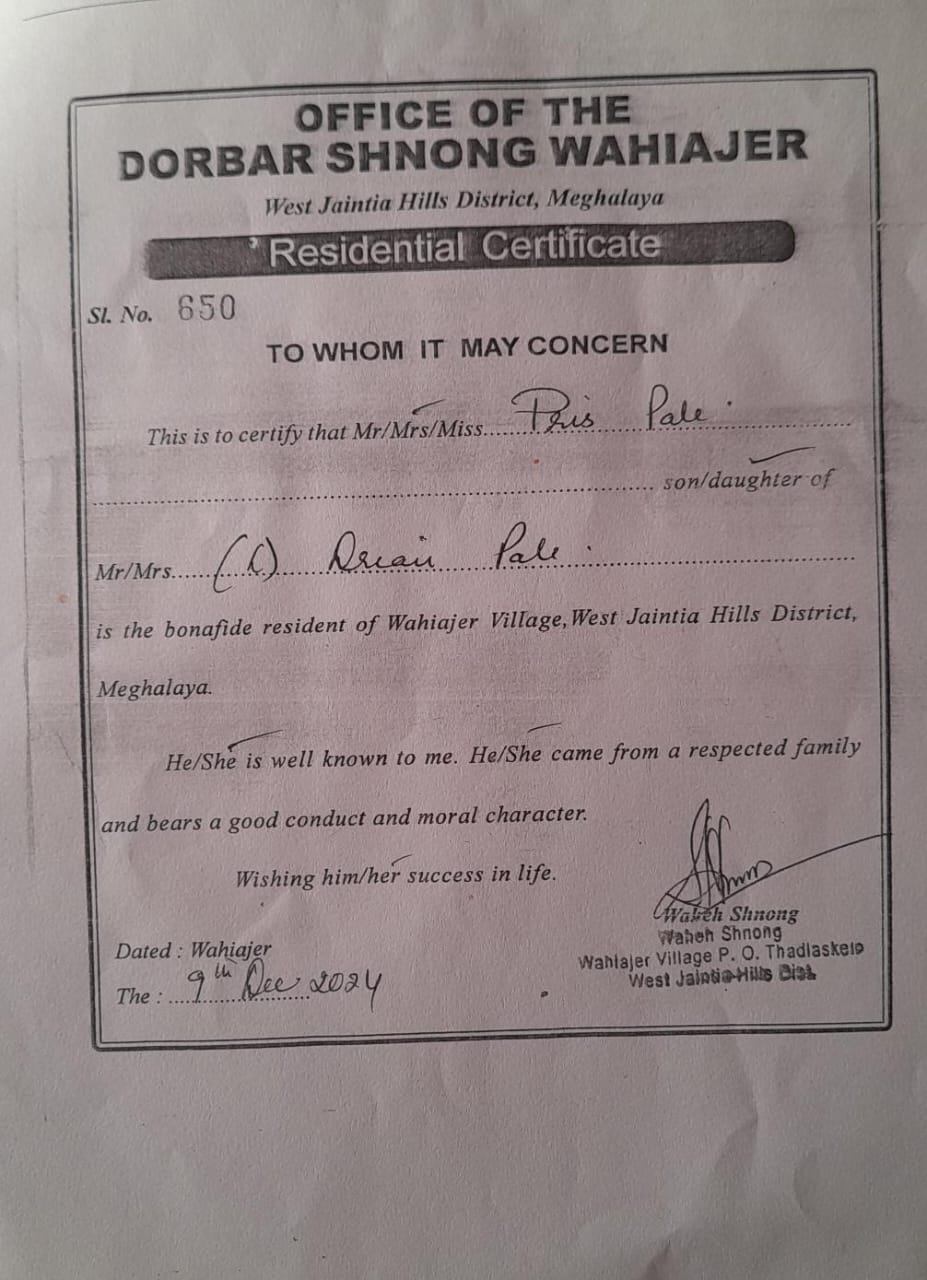 OFFICE OF THE
DORBAR SHNONG WAHIAJER
West Jaintia Hills District, Meghalaya
Residential Certificate
Sl. No. 650
TO WHOM IT MAY CONCERN
This is to certify that Mr/Mrs/Miss........ Pale.
........ son/daughter of
Mr/Mrs.....(L) ........ Pale.
is the bonafide resident of Wahiajer Village, West Jaintia Hills District,
Meghalaya.
He/She is well known to me. He/She came from a respected family
and bears a good conduct and moral character.
Wishing him/her success in life.
Waheh Shnong
Waheh Shnong
Wahiajer Village P. O. Thadlaskein
West Jaintia Hills Dist.
Dated : Wahiajer
The : 9th Dec 2024